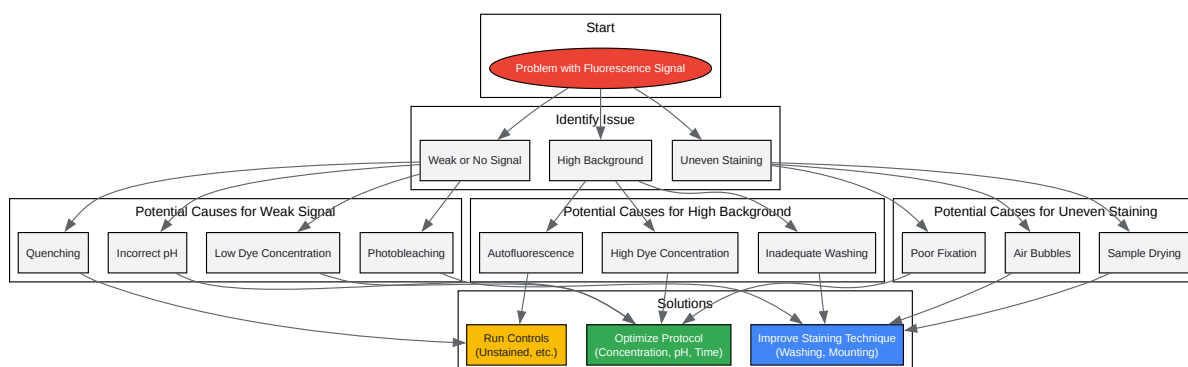 Start
Problem with Fluorescence Signal
Identify Issue
Weak or No Signal
High Background
Uneven Staining
Potential Causes for Weak Signal
Potential Causes for High Background
Potential Causes for Uneven Staining
Quenching
Incorrect pH
Low Dye Concentration
Photobleaching
Autofluorescence
High Dye Concentration
Inadequate Washing
Poor Fixation
Air Bubbles
Sample Drying
Solutions
Run Controls
(Unstained, etc.)
Optimize Protocol
(Concentration, pH, Time)
Improve Staining Technique
(Washing, Mounting)